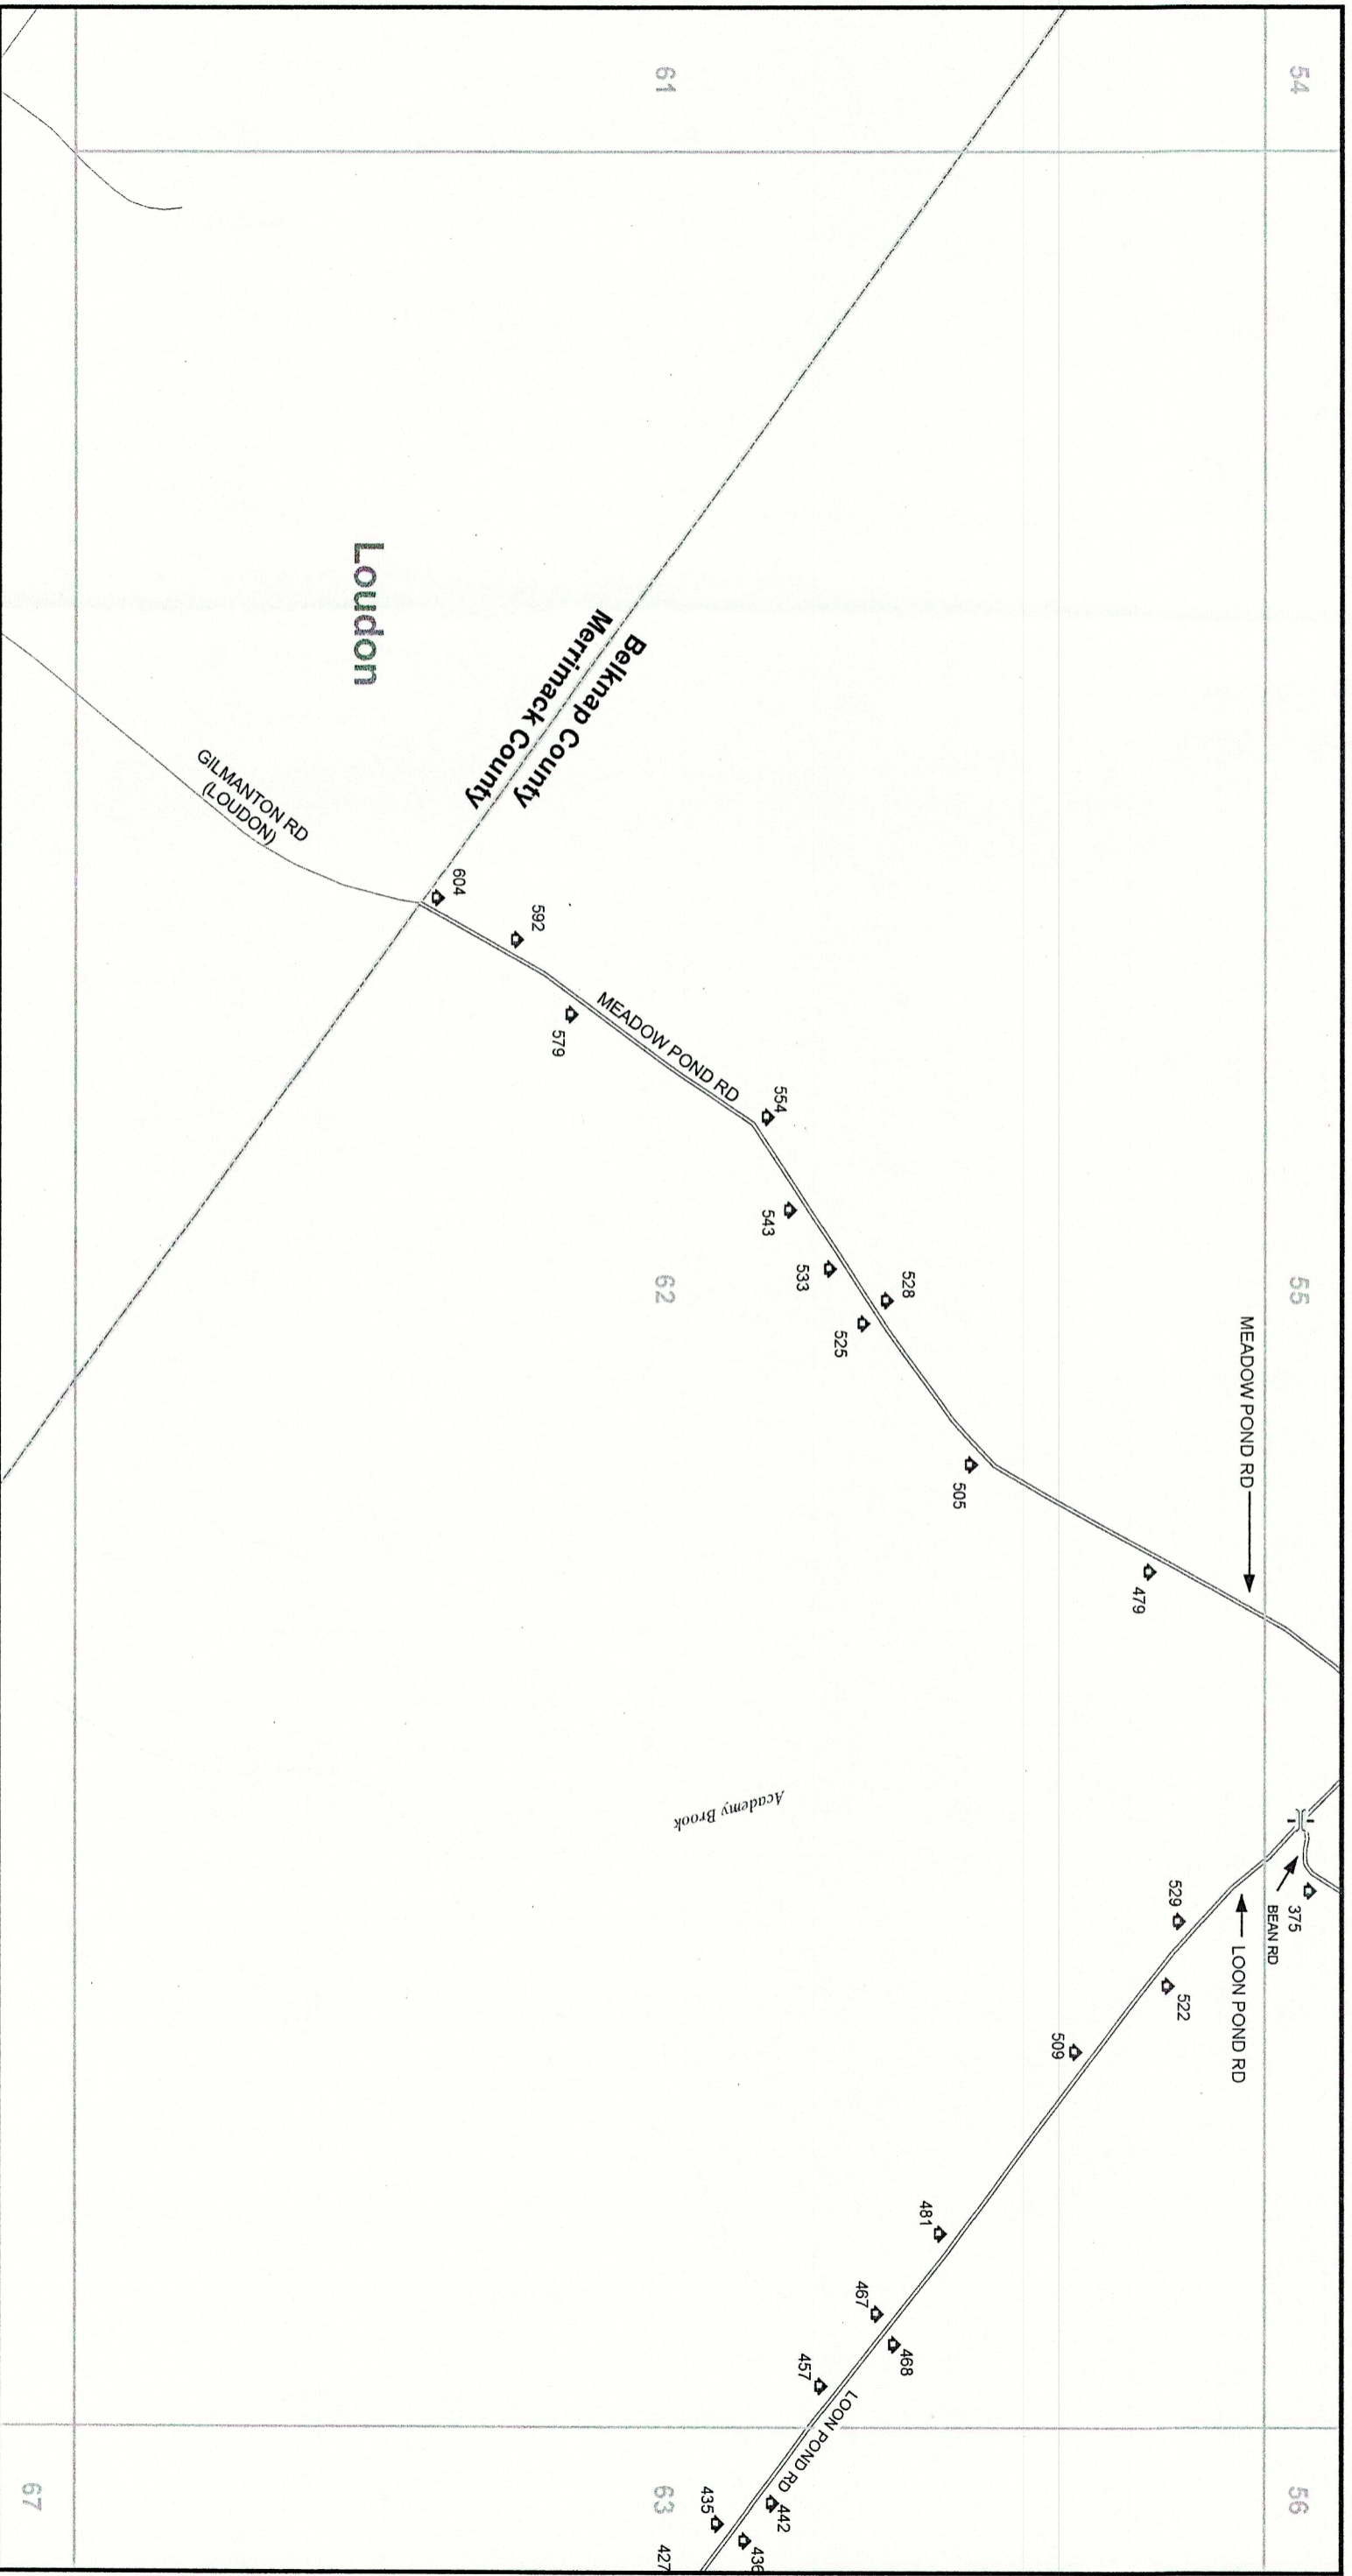 54
55
56
MEADOW POND RD
375
BEAN RD
LOON POND RD
529
522
509
479
505
481
528
525
533
543
554
467
468
457
LOON POND RD
442
436
435
427
61
62
63
Academy Brook
MEADOW POND RD
579
592
604
Belknap County
Merrimack County
Loudon
GILMANTON RD
(LOUDON)
67